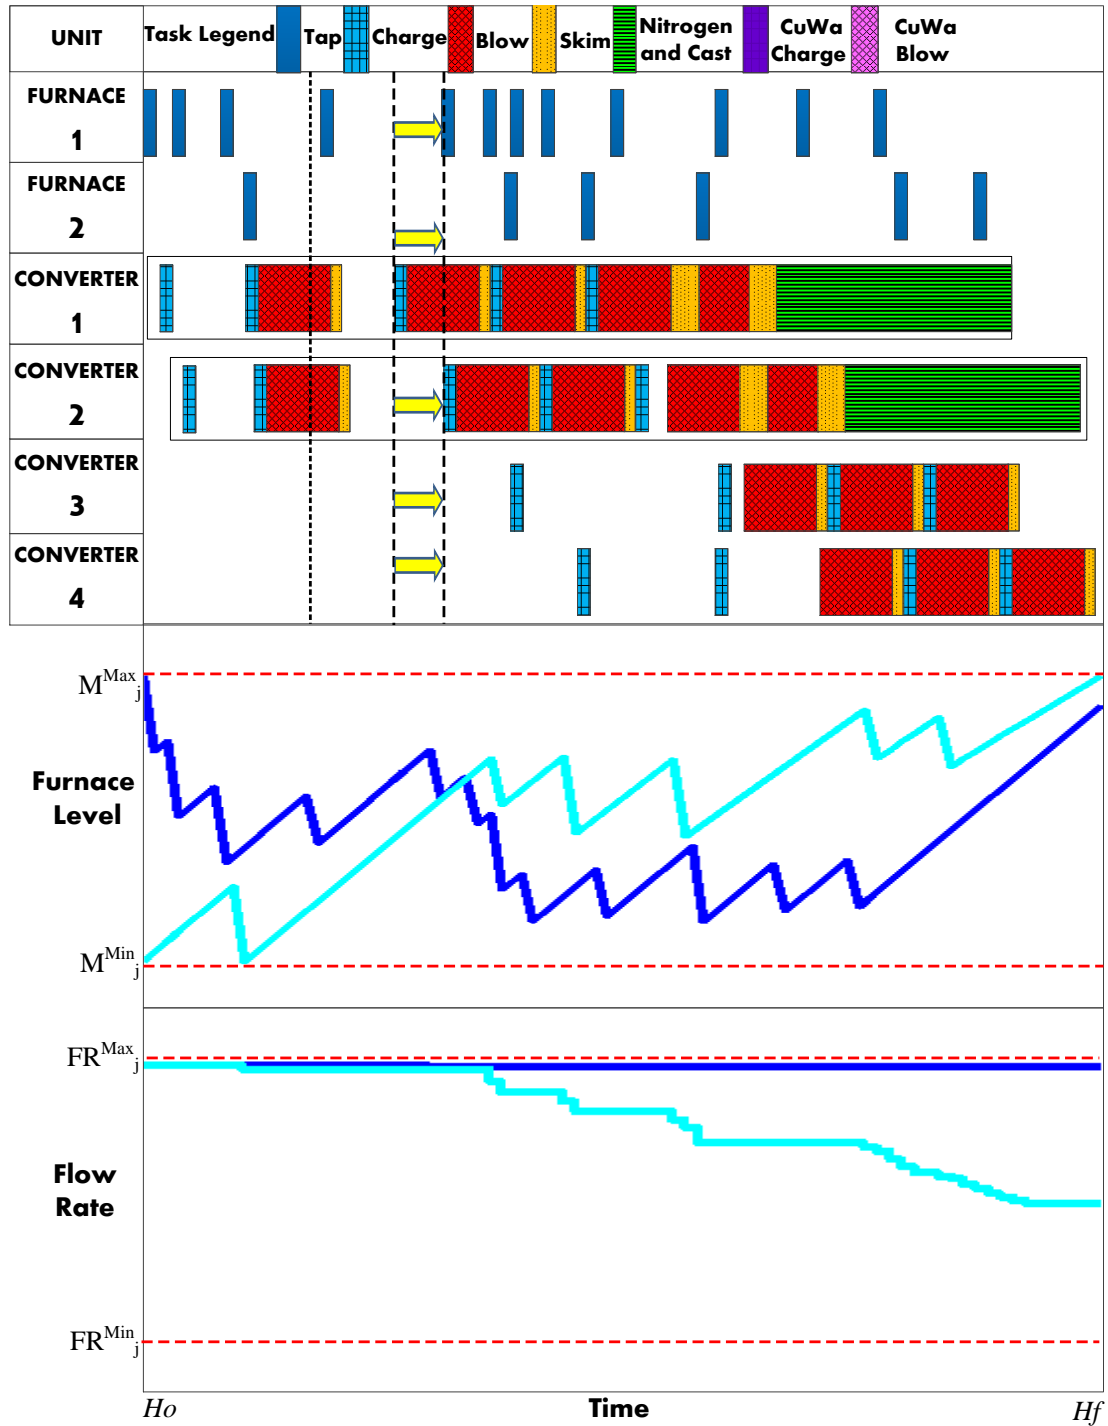 UNIT
Task Legend
Tap
Charge
Blow
Skim
Nitrogen
and Cast
CuWa
Charge
CuWa
Blow
FURNACE
1
FURNACE
2
CONVERTER
1
CONVERTER
2
CONVERTER
3
CONVERTER
4
M^Max_j
Furnace
Level
M^Min_j
FR^Max_j
Flow
Rate
FR^Min_j
Ho
Time
Hf